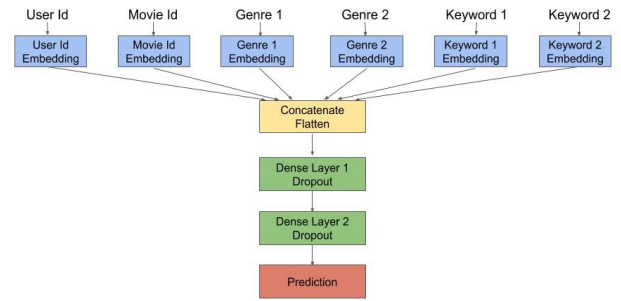 User Id Movie Id Genre 1 Genre 2 Keyword 1 Keyword 2
User Id Embedding
Movie Id Embedding
Genre 1 Embedding
Genre 2 Embedding
Keyword 1 Embedding
Keyword 2 Embedding
Concatenate
Flatten
Dense Layer 1
Dropout
Dense Layer 2
Dropout
Prediction